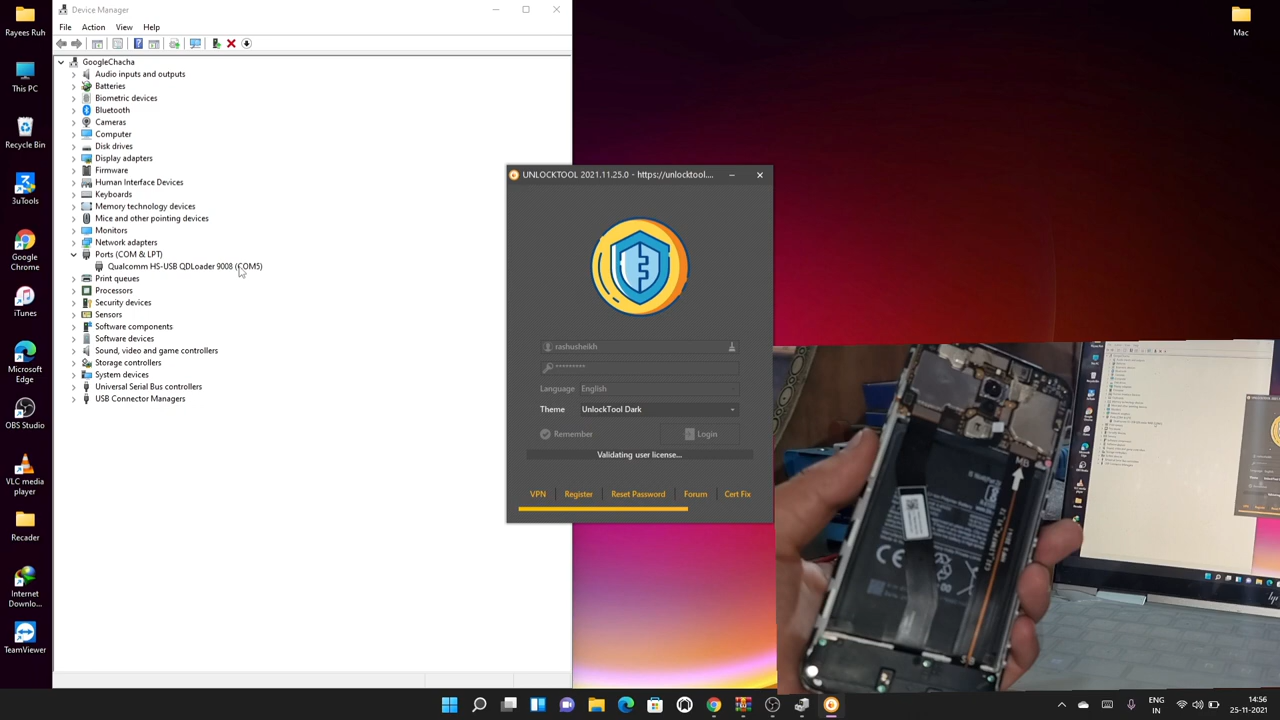 Rayees Ruh
This PC
Recycle Bin
3uTools
Google
Chrome
iTunes
Microsoft
Edge
OBS Studio
VLC media
player
Recader
Internet
Downlo...
TeamViewer
Device Manager
File Action View Help
GoogleChacha
Audio inputs and outputs
Batteries
Biometric devices
Bluetooth
Cameras
Computer
Disk drives
Display adapters
Firmware
Human Interface Devices
Keyboards
Memory technology devices
Mice and other pointing devices
Monitors
Network adapters
Ports (COM & LPT)
Qualcomm HS-USB QDLoader 9008 (COM5)
Print queues
Processors
Security devices
Sensors
Software components
Software devices
Sound, video and game controllers
Storage controllers
System devices
Universal Serial Bus controllers
USB Connector Managers
UNLOCKTOOL 2021.11.25.0 - https://unlocktool....
rashusheikh
*********
Language English
Theme UnlockTool Dark
Remember Login
Validating user license...
VPN Register Reset Password Forum Cert Fix
Mac
hp
ENG
IN
14:56
25-11-2021